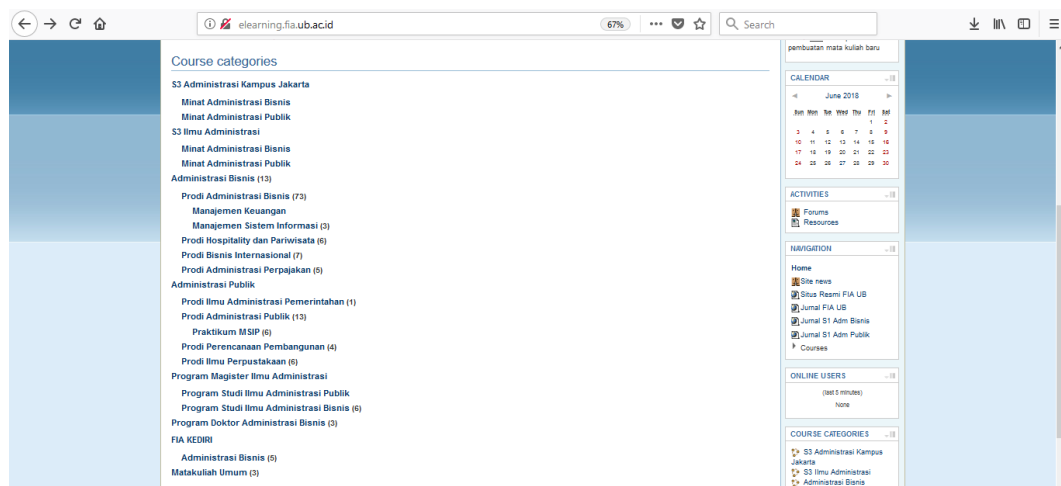 elearning.fia.ub.ac.id
67%
Search
Course categories
S3 Administrasi Kampus Jakarta
Minat Administrasi Bisnis
Minat Administrasi Publik
S3 Ilmu Administrasi
Minat Administrasi Bisnis
Minat Administrasi Publik
Administrasi Bisnis (13)
Prodi Administrasi Bisnis (73)
Manajemen Keuangan
Manajemen Sistem Informasi (3)
Prodi Hospitality dan Pariwisata (6)
Prodi Bisnis Internasional (7)
Prodi Administrasi Perpajakan (5)
Administrasi Publik
Prodi Ilmu Administrasi Pemerintahan (1)
Prodi Administrasi Publik (13)
Praktikum MSIP (6)
Prodi Perencanaan Pembangunan (4)
Prodi Ilmu Perpustakaan (6)
Program Magister Ilmu Administrasi
Program Studi Ilmu Administrasi Publik
Program Studi Ilmu Administrasi Bisnis (6)
Program Doktor Administrasi Bisnis (3)
FIA KEDIRI
Administrasi Bisnis (5)
Matakuliah Umum (3)
pembuatan mata kuliah baru
CALENDAR
June 2018
Sun Mon Tue Wed Thu Fri Sat
1 2
3 4 5 6 7 8 9
10 11 12 13 14 15 16
17 18 19 20 21 22 23
24 25 26 27 28 29 30
ACTIVITIES
Forums
Resources
NAVIGATION
Home
Site news
Situs Resmi FIA UB
Jurnal FIA UB
Jurnal S1 Adm Bisnis
Jurnal S1 Adm Publik
Courses
ONLINE USERS
(last 5 minutes)
None
COURSE CATEGORIES
S3 Administrasi Kampus
Jakarta
S3 Ilmu Administrasi
Administrasi Bisnis